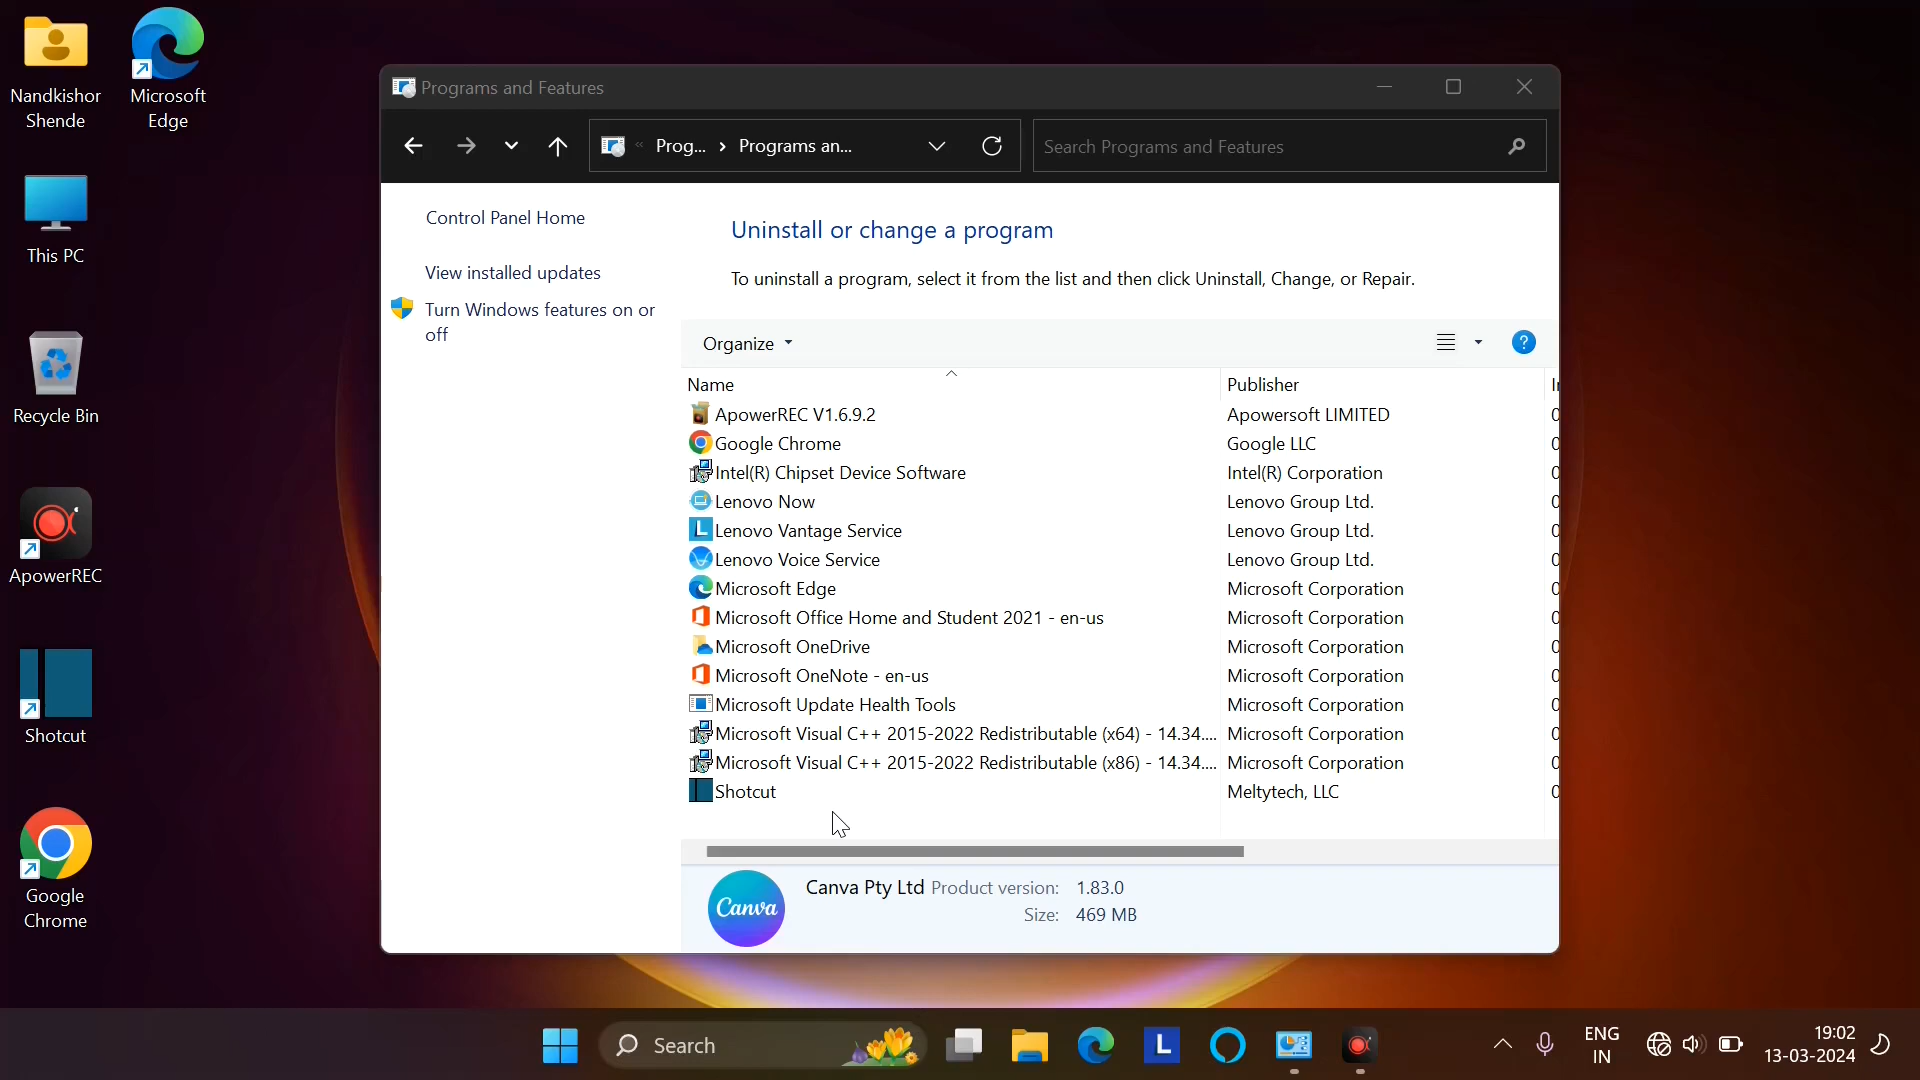 Nandkishor
Shende
Microsoft
Edge
This PC
Recycle Bin
ApowerREC
Shotcut
Google
Chrome
Programs and Features
« Prog... > Programs an...
Search Programs and Features
Control Panel Home
View installed updates
Turn Windows features on or
off
Uninstall or change a program
To uninstall a program, select it from the list and then click Uninstall, Change, or Repair.
Organize
?
Name Publisher
ApowerREC V1.6.9.2 Apowersoft LIMITED
Google Chrome Google LLC
Intel(R) Chipset Device Software Intel(R) Corporation
Lenovo Now Lenovo Group Ltd.
L Lenovo Vantage Service Lenovo Group Ltd.
Lenovo Voice Service Lenovo Group Ltd.
Microsoft Edge Microsoft Corporation
Microsoft Office Home and Student 2021 - en-us Microsoft Corporation
Microsoft OneDrive Microsoft Corporation
Microsoft OneNote - en-us Microsoft Corporation
Microsoft Update Health Tools Microsoft Corporation
Microsoft Visual C++ 2015-2022 Redistributable (x64) - 14.34.... Microsoft Corporation
Microsoft Visual C++ 2015-2022 Redistributable (x86) - 14.34.... Microsoft Corporation
Shotcut Meltytech, LLC
Canva
Canva Pty Ltd Product version: 1.83.0
Size: 469 MB
Search
L
ENG
IN
19:02
13-03-2024